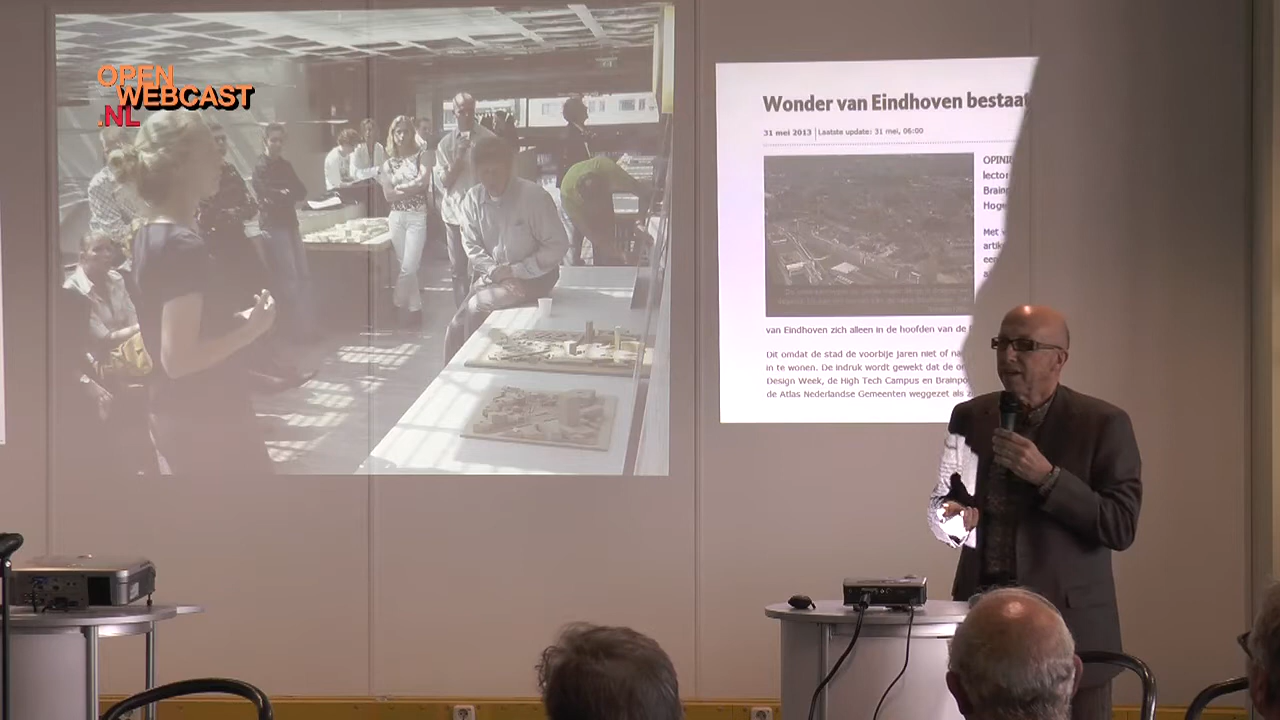 OPEN
WEBCAST
.NL
Wonder van Eindhoven bestaat
31 mei 2013 | Laatste update: 31 mei, 06:00
OPINIE
lector
Brainp
Hoge
Met
artik
een
van Eindhoven zich alleen in de hoofden van de
Dit omdat de stad de voorbije jaren niet of na
in te wonen. De indruk wordt gewekt dat de
Design Week, de High Tech Campus en Brainpo
de Atlas Nederlandse Gemeenten weggezet als